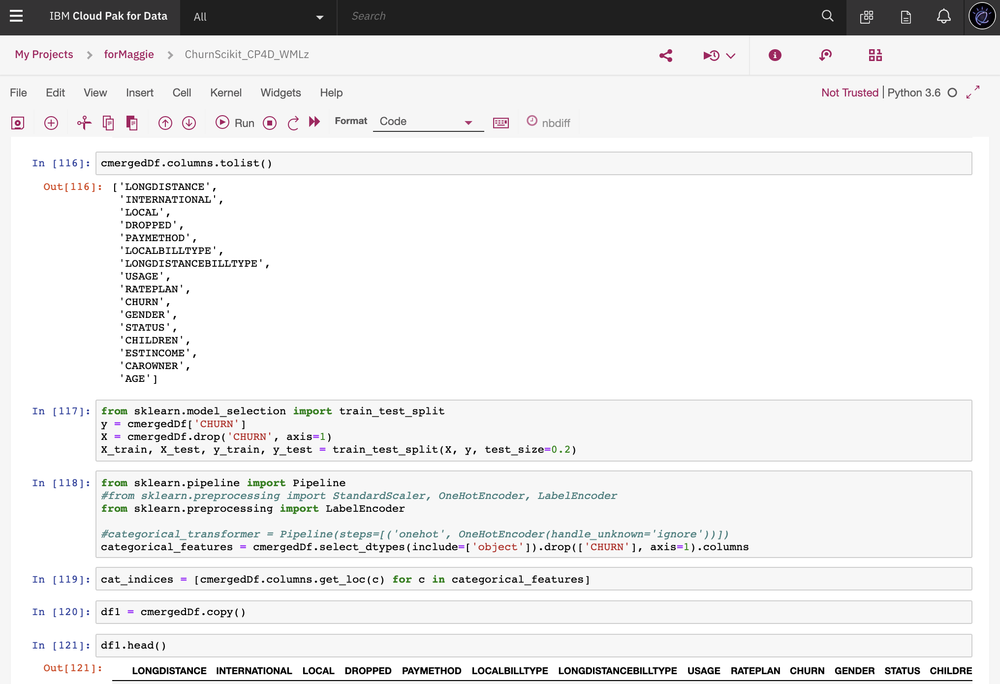 IBM Cloud Pak for Data All Search
My Projects forMaggie ChurnScikit_CP4D_WMLz
File Edit View Insert Cell Kernel Widgets Help Not Trusted Python 3.6
Run Format Code nbdiff
In [116]: cmergedDf.columns.tolist()
Out[116]: ['LONGDISTANCE',
'INTERNATIONAL',
'LOCAL',
'DROPPED',
'PAYMETHOD',
'LOCALBILLTYPE',
'LONGDISTANCEBILLTYPE',
'USAGE',
'RATEPLAN',
'CHURN',
'GENDER',
'STATUS',
'CHILDREN',
'ESTINCOME',
'CAROWNER',
'AGE']
In [117]: from sklearn.model_selection import train_test_split
y = cmergedDf['CHURN']
X = cmergedDf.drop('CHURN', axis=1)
X_train, X_test, y_train, y_test = train_test_split(X, y, test_size=0.2)
In [118]: from sklearn.pipeline import Pipeline
#from sklearn.preprocessing import StandardScaler, OneHotEncoder, LabelEncoder
from sklearn.preprocessing import LabelEncoder
#categorical_transformer = Pipeline(steps=[('onehot', OneHotEncoder(handle_unknown='ignore'))])
categorical_features = cmergedDf.select_dtypes(include=['object']).drop(['CHURN'], axis=1).columns
In [119]: cat_indices = [cmergedDf.columns.get_loc(c) for c in categorical_features]
In [120]: df1 = cmergedDf.copy()
In [121]: df1.head()
Out[121]: LONGDISTANCE INTERNATIONAL LOCAL DROPPED PAYMETHOD LOCALBILLTYPE LONGDISTANCEBILLTYPE USAGE RATEPLAN CHURN GENDER STATUS CHILDRE